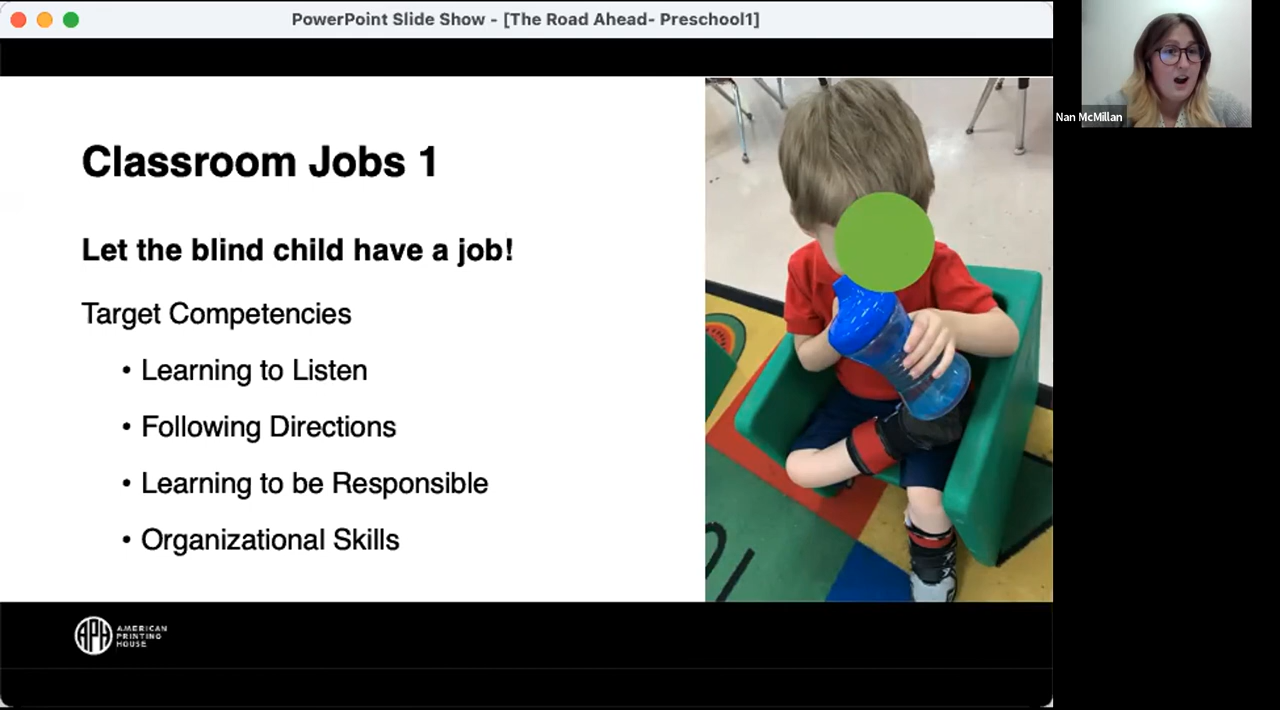 PowerPoint Slide Show - [The Road Ahead- Preschool1]
Nan McMillan
Classroom Jobs 1
Let the blind child have a job!
Target Competencies
• Learning to Listen
• Following Directions
• Learning to be Responsible
• Organizational Skills
APH
AMERICAN
PRINTING
HOUSE